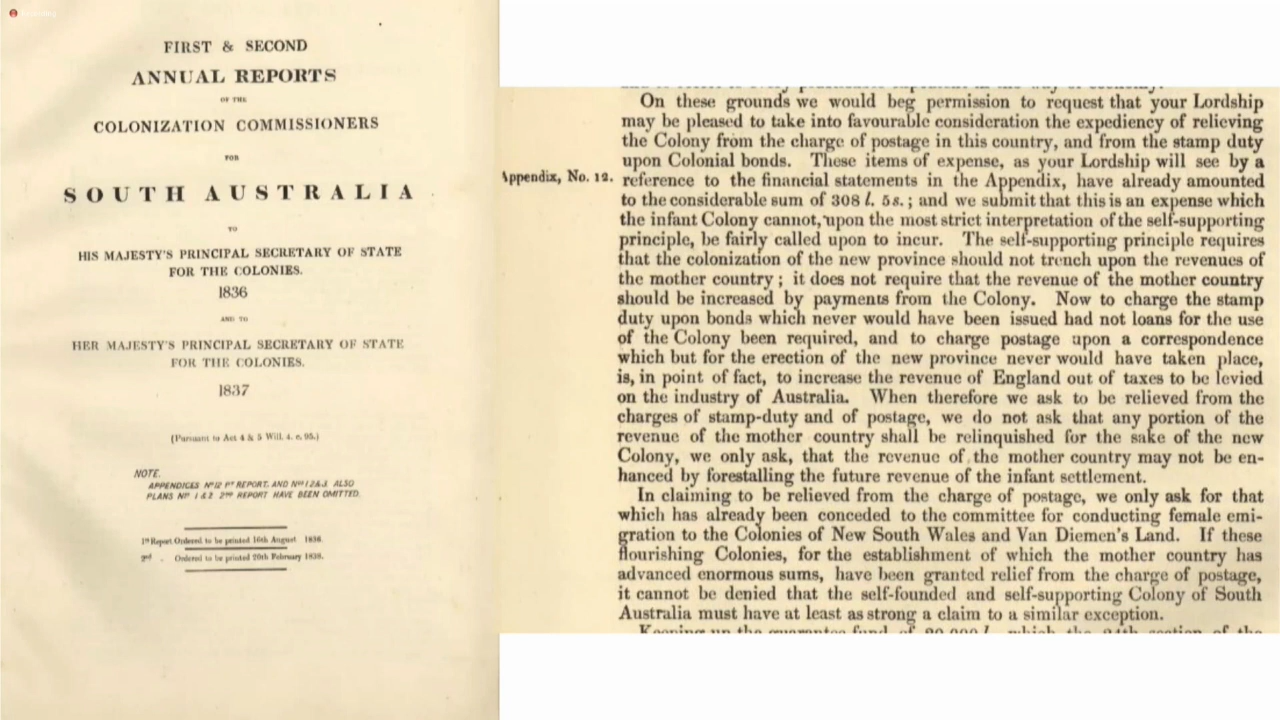 FIRST & SECOND
ANNUAL REPORTS
OF THE
COLONIZATION COMMISSIONERS
FOR
SOUTH AUSTRALIA
TO
HIS MAJESTY'S PRINCIPAL SECRETARY OF STATE
FOR THE COLONIES.
1836
AND TO
HER MAJESTY'S PRINCIPAL SECRETARY OF STATE
FOR THE COLONIES.
1837
(Pursuant to Act 4 & 5 Will. 4. c. 95.)
NOTE.
APPENDICES Nº 12 1ST REPORT, AND Nos 1 2 & 3 ALSO
PLANS Nos 1 & 2 2ND REPORT HAVE BEEN OMITTED.
1st Report Ordered to be printed 16th August 1836.
2nd . Ordered to be printed 20th February 1838.
On these grounds we would beg permission to request that your Lordship
may be pleased to take into favourable consideration the expediency of relieving
the Colony from the charge of postage in this country, and from the stamp duty
upon Colonial bonds. These items of expense, as your Lordship will see by a
Appendix, No. 12.
reference to the financial statements in the Appendix, have already amounted
to the considerable sum of 308 l. 5 s.; and we submit that this is an expense which
the infant Colony cannot, upon the most strict interpretation of the self-supporting
principle, be fairly called upon to incur. The self-supporting principle requires
that the colonization of the new province should not trench upon the revenues of
the mother country; it does not require that the revenue of the mother country
should be increased by payments from the Colony. Now to charge the stamp
duty upon bonds which never would have been issued had not loans for the use
of the Colony been required, and to charge postage upon a correspondence
which but for the erection of the new province never would have taken place,
is, in point of fact, to increase the revenue of England out of taxes to be levied
on the industry of Australia. When therefore we ask to be relieved from the
charges of stamp-duty and of postage, we do not ask that any portion of the
revenue of the mother country shall be relinquished for the sake of the new
Colony, we only ask, that the revenue of the mother country may not be en-
hanced by forestalling the future revenue of the infant settlement.
In claiming to be relieved from the charge of postage, we only ask for that
which has already been conceded to the committee for conducting female emi-
gration to the Colonies of New South Wales and Van Diemen's Land. If these
flourishing Colonies, for the establishment of which the mother country has
advanced enormous sums, have been granted relief from the charge of postage,
it cannot be denied that the self-founded and self-supporting Colony of South
Australia must have at least as strong a claim to a similar exception.
Keeping up the guarantee fund of 20,000 l. which the 24th section of the